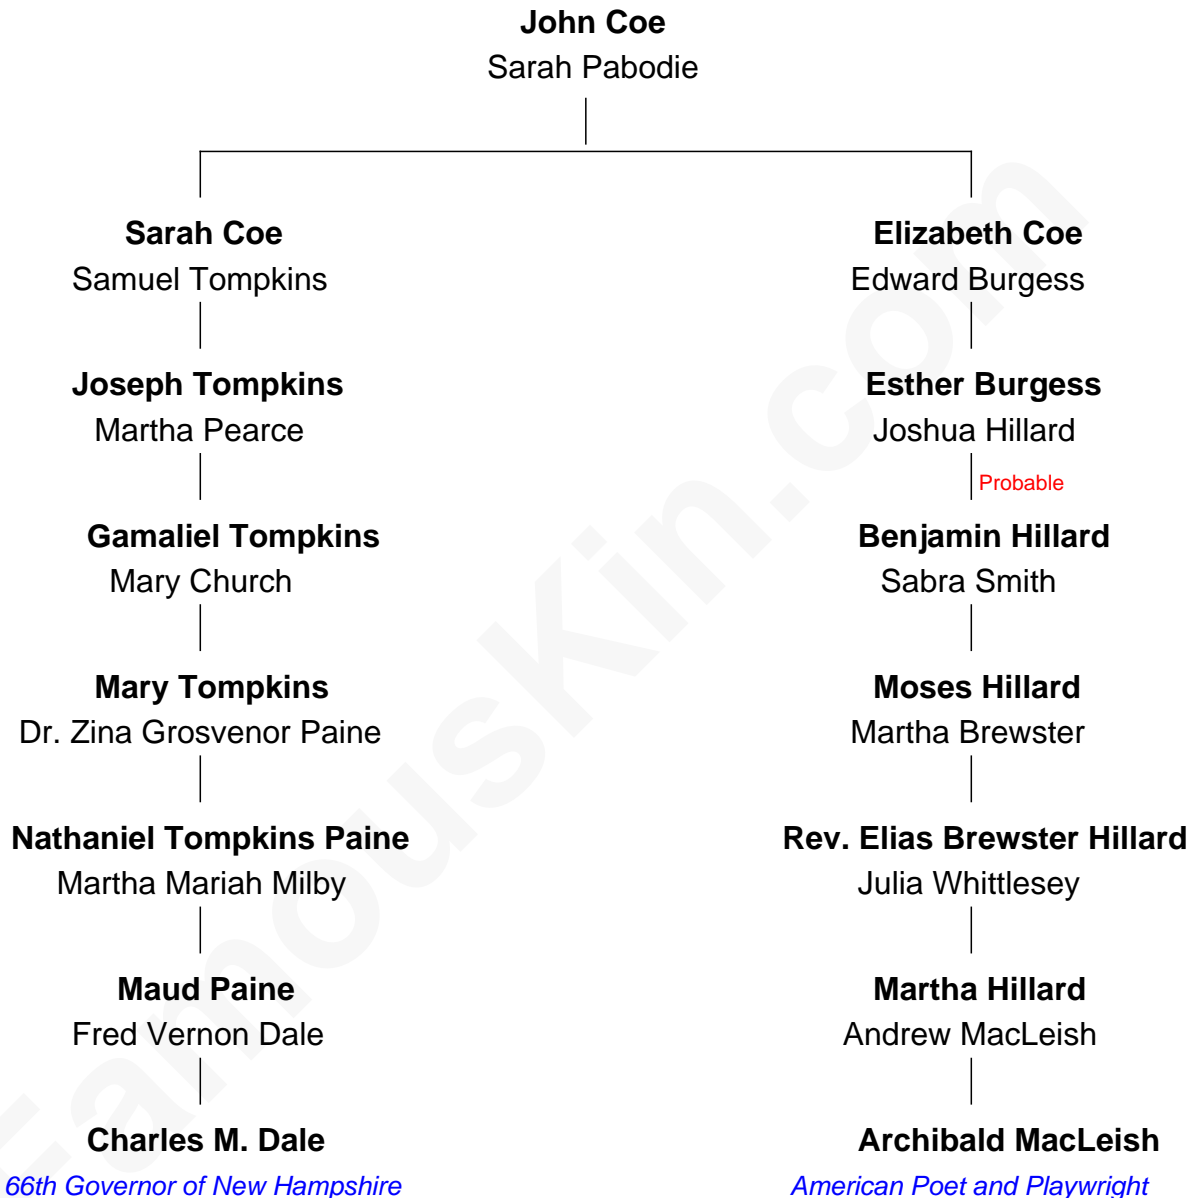 John Coe
Sarah Pabodie
Sarah Coe
Samuel Tompkins
Elizabeth Coe
Edward Burgess
Joseph Tompkins
Martha Pearce
Esther Burgess
Joshua Hillard
Probable
Gamaliel Tompkins
Mary Church
Benjamin Hillard
Sabra Smith
Mary Tompkins
Dr. Zina Grosvenor Paine
Moses Hillard
Martha Brewster
Nathaniel Tompkins Paine
Martha Mariah Milby
Rev. Elias Brewster Hillard
Julia Whittlesey
Maud Paine
Fred Vernon Dale
Martha Hillard
Andrew MacLeish
Charles M. Dale
66th Governor of New Hampshire
Archibald MacLeish
American Poet and Playwright
FamousKin.com